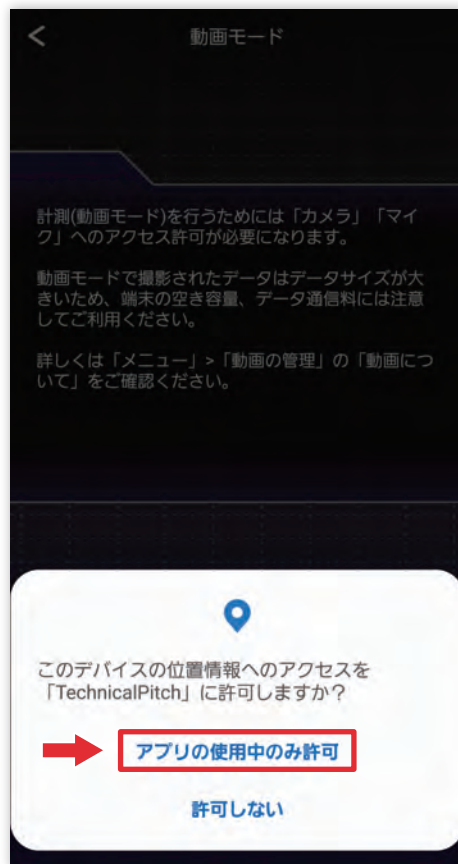 動画モード
計測(動画モード)を行うためには「カメラ」「マイ
ク」へのアクセス許可が必要になります。
動画モードで撮影されたデータはデータサイズが大
きいため、端末の空き容量、データ通信料には注意
してご利用ください。
詳しくは「メニュー」>「動画の管理」の「動画につ
いて」をご確認ください。
このデバイスの位置情報へのアクセスを
「TechnicalPitch」に許可しますか？
アプリの使用中のみ許可
許可しない